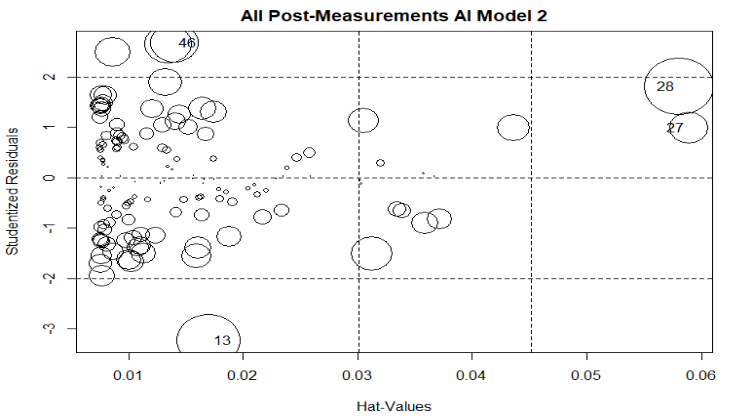 All Post-Measurements AI Model 2
46
28
27
13
2
1
0
-1
-2
-3
Studentized Residuals
0.01 0.02 0.03 0.04 0.05 0.06
Hat-Values